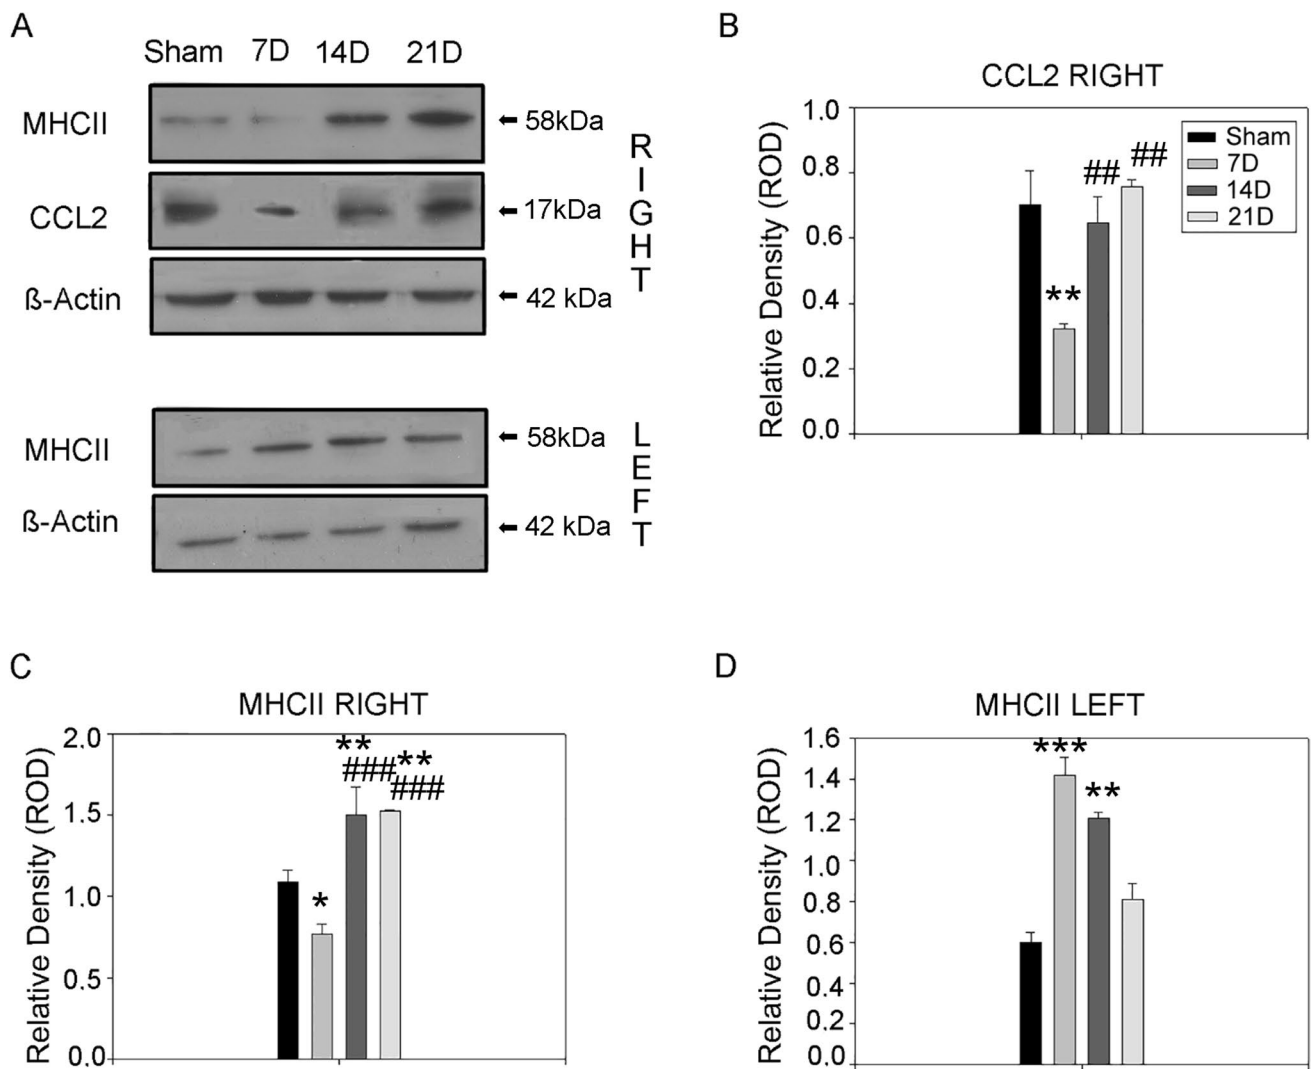 A
Sham 7D 14D 21D
MHCII
58kDa
CCL2
17kDa
ß-Actin
42 kDa
RIGHT
MHCII
58kDa
ß-Actin
42 kDa
LEFT
B
CCL2 RIGHT
Relative Density (ROD)
1.0
0.8
0.6
0.4
0.2
0.0
**
##
##
Sham
7D
14D
21D
C
MHCII RIGHT
Relative Density (ROD)
2.0
1.5
1.0
0.5
0.0
*
**
###
**
###
D
MHCII LEFT
Relative Density (ROD)
1.6
1.4
1.2
1.0
0.8
0.6
0.4
0.2
0.0
***
**